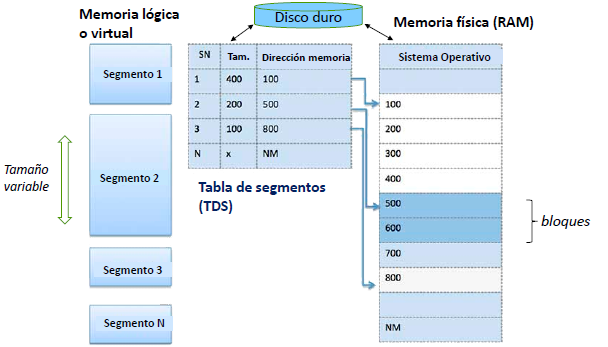 Memoria lógica
o virtual
Disco duro
Memoria física (RAM)
Segmento 1
Segmento 2
Segmento 3
Segmento N
Tamaño
variable
SN Tam. Dirección memoria
1 400 100
2 200 500
3 100 800
N x NM
Tabla de segmentos
(TDS)
Sistema Operativo
100
200
300
400
500
600
700
800
NM
bloques